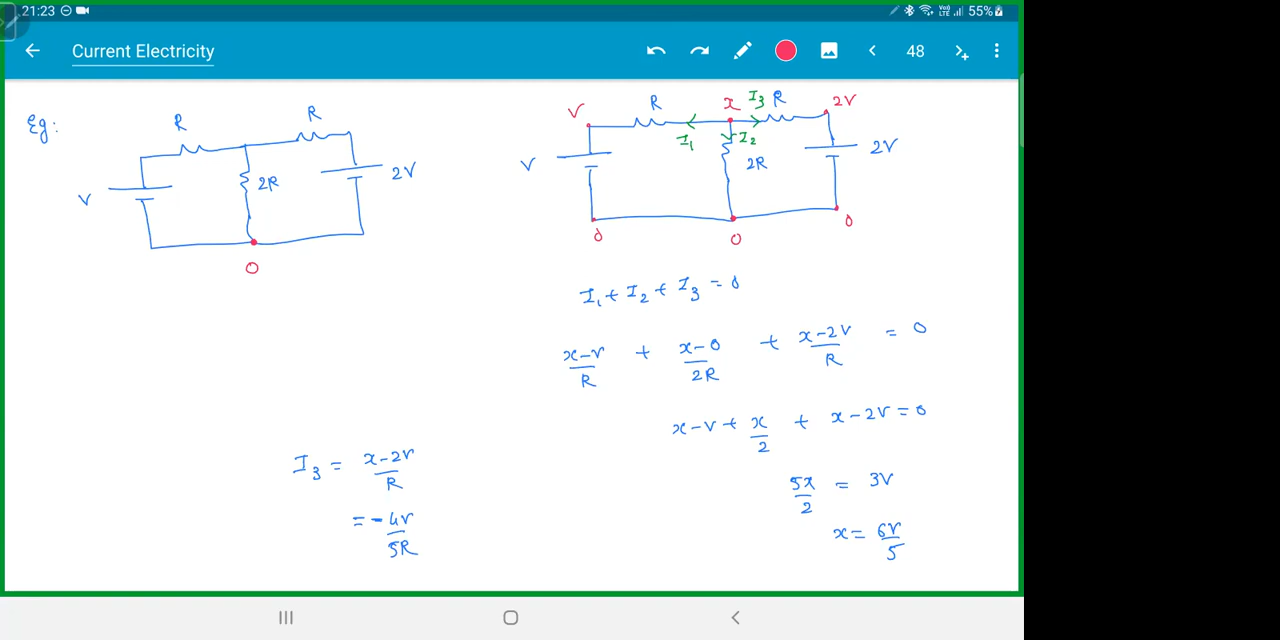 21:23
VoD LTE 55%
Current Electricity
48
Eg:
R
R
V
2R
2V
O
V
R
x
I₃
R
2V
I₁
I₂
V
2R
2V
0
0
0
I₁ + I₂ + I₃ = 0
x-V/R + x-0/2R + x-2V/R = 0
x-V + x/2 + x-2V = 0
I₃ = x-2V/R
5x/2 = 3V
= -4V/5R
x = 6V/5